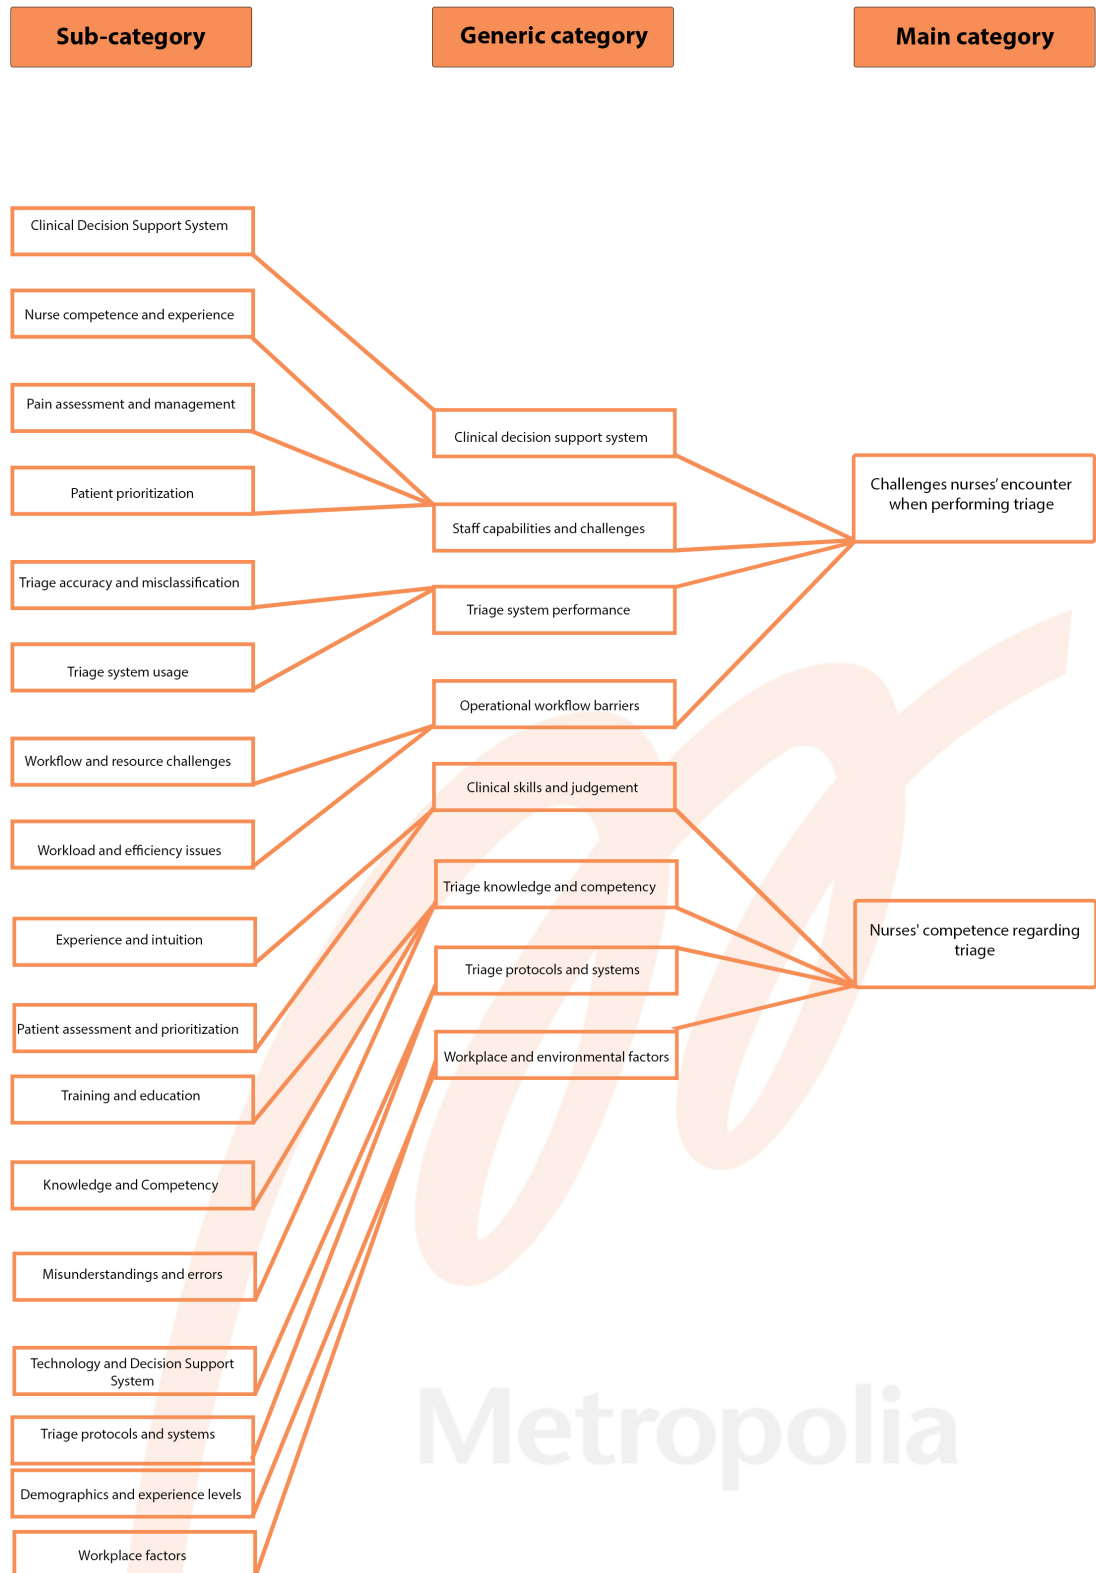 Sub-category
Generic category
Main category
Clinical Decision Support System
Nurse competence and experience
Pain assessment and management
Patient prioritization
Triage accuracy and misclassification
Triage system usage
Workflow and resource challenges
Workload and efficiency issues
Experience and intuition
Patient assessment and prioritization
Training and education
Knowledge and Competency
Misunderstandings and errors
Technology and Decision Support
System
Triage protocols and systems
Demographics and experience levels
Workplace factors
Clinical decision support system
Staff capabilities and challenges
Triage system performance
Operational workflow barriers
Clinical skills and judgement
Triage knowledge and competency
Triage protocols and systems
Workplace and environmental factors
Challenges nurses’ encounter
when performing triage
Nurses' competence regarding
triage
Metropolia